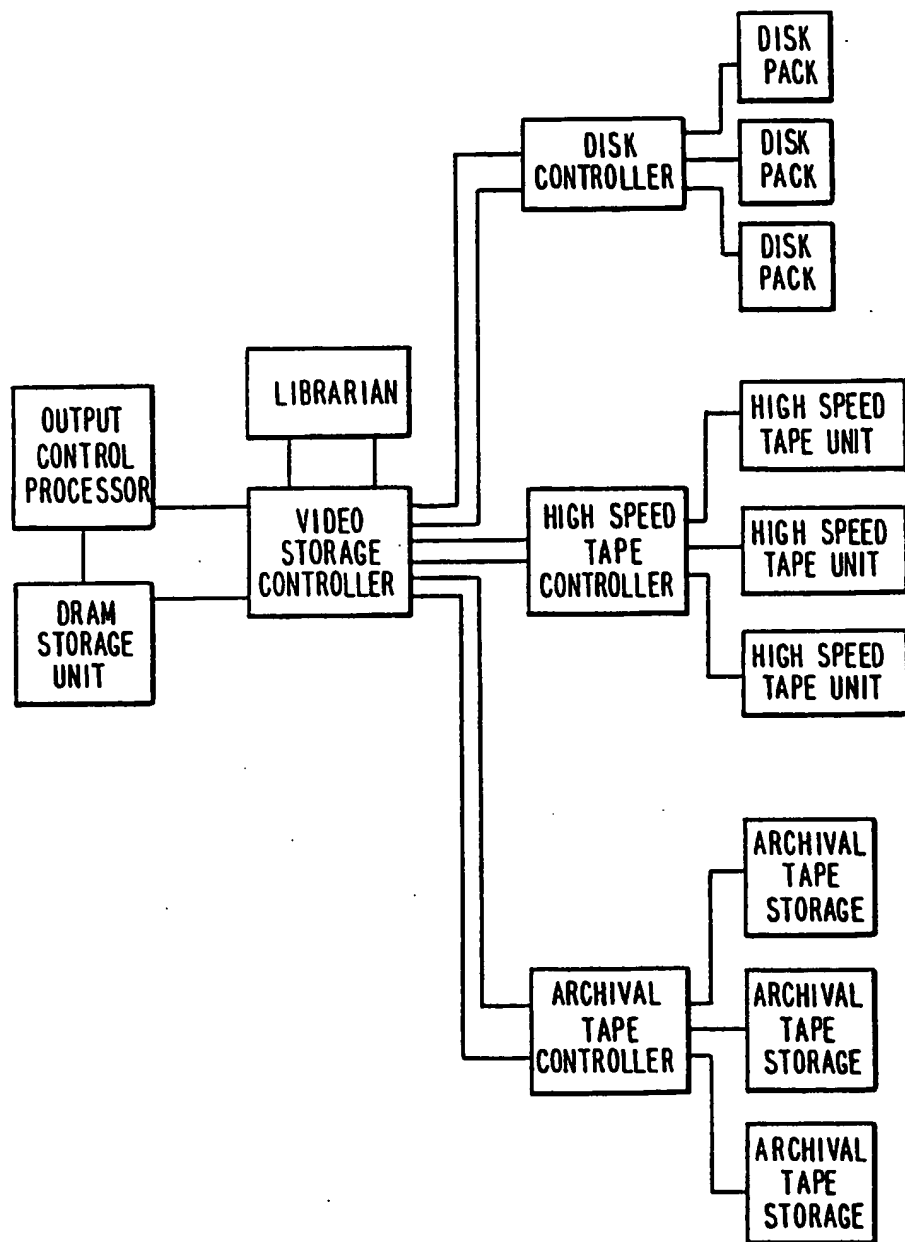 DISK
PACK
DISK
CONTROLLER
DISK
PACK
DISK
PACK
LIBRARIAN
OUTPUT
CONTROL
PROCESSOR
VIDEO
STORAGE
CONTROLLER
DRAM
STORAGE
UNIT
HIGH SPEED
TAPE
CONTROLLER
HIGH SPEED
TAPE UNIT
HIGH SPEED
TAPE UNIT
HIGH SPEED
TAPE UNIT
ARCHIVAL
TAPE
CONTROLLER
ARCHIVAL
TAPE
STORAGE
ARCHIVAL
TAPE
STORAGE
ARCHIVAL
TAPE
STORAGE